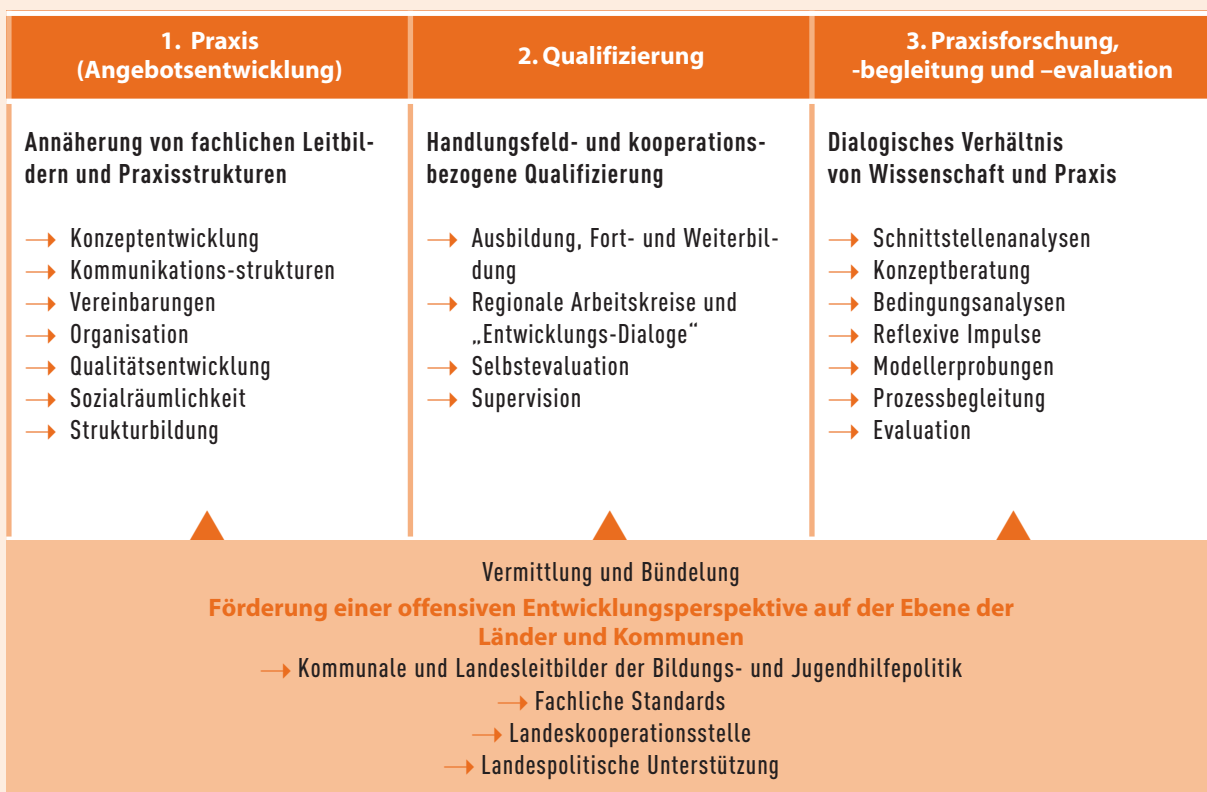 1. Praxis
(Angebotsentwicklung)
2. Qualifizierung
3. Praxisforschung,
-begleitung und –evaluation
Annäherung von fachlichen Leitbil-
dern und Praxisstrukturen
→ Konzeptentwicklung
→ Kommunikations-strukturen
→ Vereinbarungen
→ Organisation
→ Qualitätsentwicklung
→ Sozialräumlichkeit
→ Strukturbildung
Handlungsfeld- und kooperations-
bezogene Qualifizierung
→ Ausbildung, Fort- und Weiterbil-
dung
→ Regionale Arbeitskreise und
„Entwicklungs-Dialoge“
→ Selbstevaluation
→ Supervision
Dialogisches Verhältnis
von Wissenschaft und Praxis
→ Schnittstellenanalysen
→ Konzeptberatung
→ Bedingungsanalysen
→ Reflexive Impulse
→ Modellerprobungen
→ Prozessbegleitung
→ Evaluation
Vermittlung und Bündelung
Förderung einer offensiven Entwicklungsperspektive auf der Ebene der
Länder und Kommunen
→ Kommunale und Landesleitbilder der Bildungs- und Jugendhilfepolitik
→ Fachliche Standards
→ Landeskooperationsstelle
→ Landespolitische Unterstützung